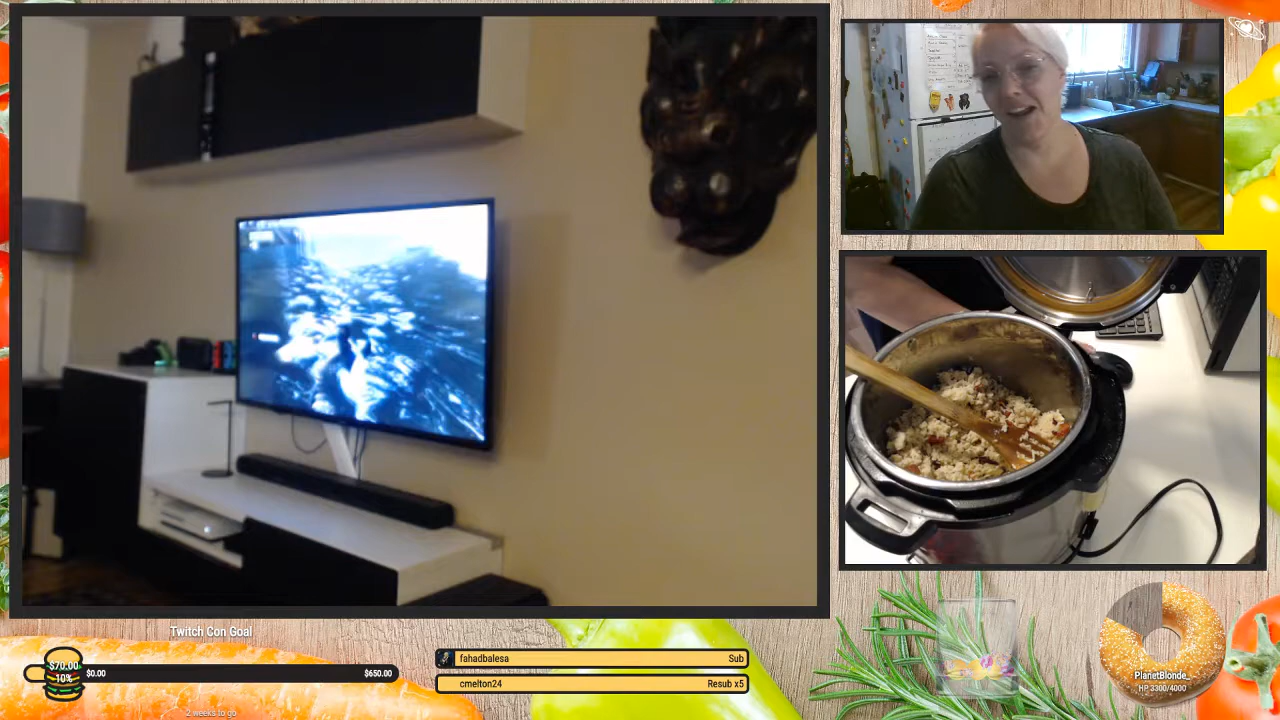 Twitch Con Goal
$70.00
10%
$0.00
$650.00
2 weeks to go
fahadbalesa
Sub
cmelton24
Resub x5
PlanetBlonde_
HP 3300/4000